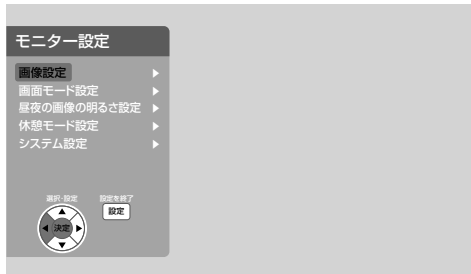 モニター設定
画像設定
画面モード設定
昼夜の画像の明るさ設定
休憩モード設定
システム設定
選択・設定 設定を終了
設定
決定